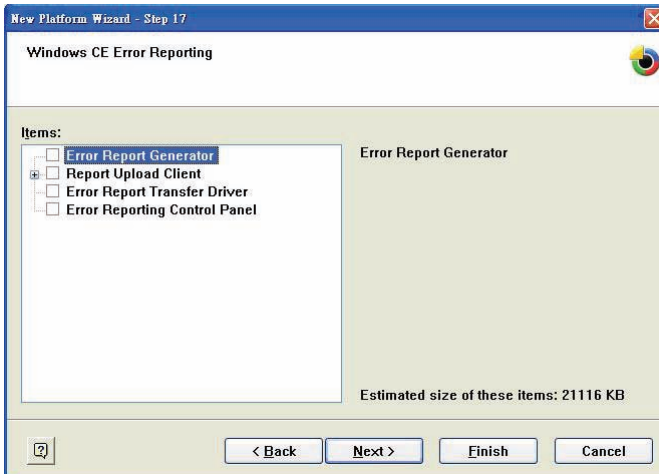 New Platform Wizard - Step 17
Windows CE Error Reporting
Items:
Error Report Generator
Report Upload Client
Error Report Transfer Driver
Error Reporting Control Panel
Error Report Generator
Estimated size of these items: 21116 KB
< Back
Next >
Finish
Cancel